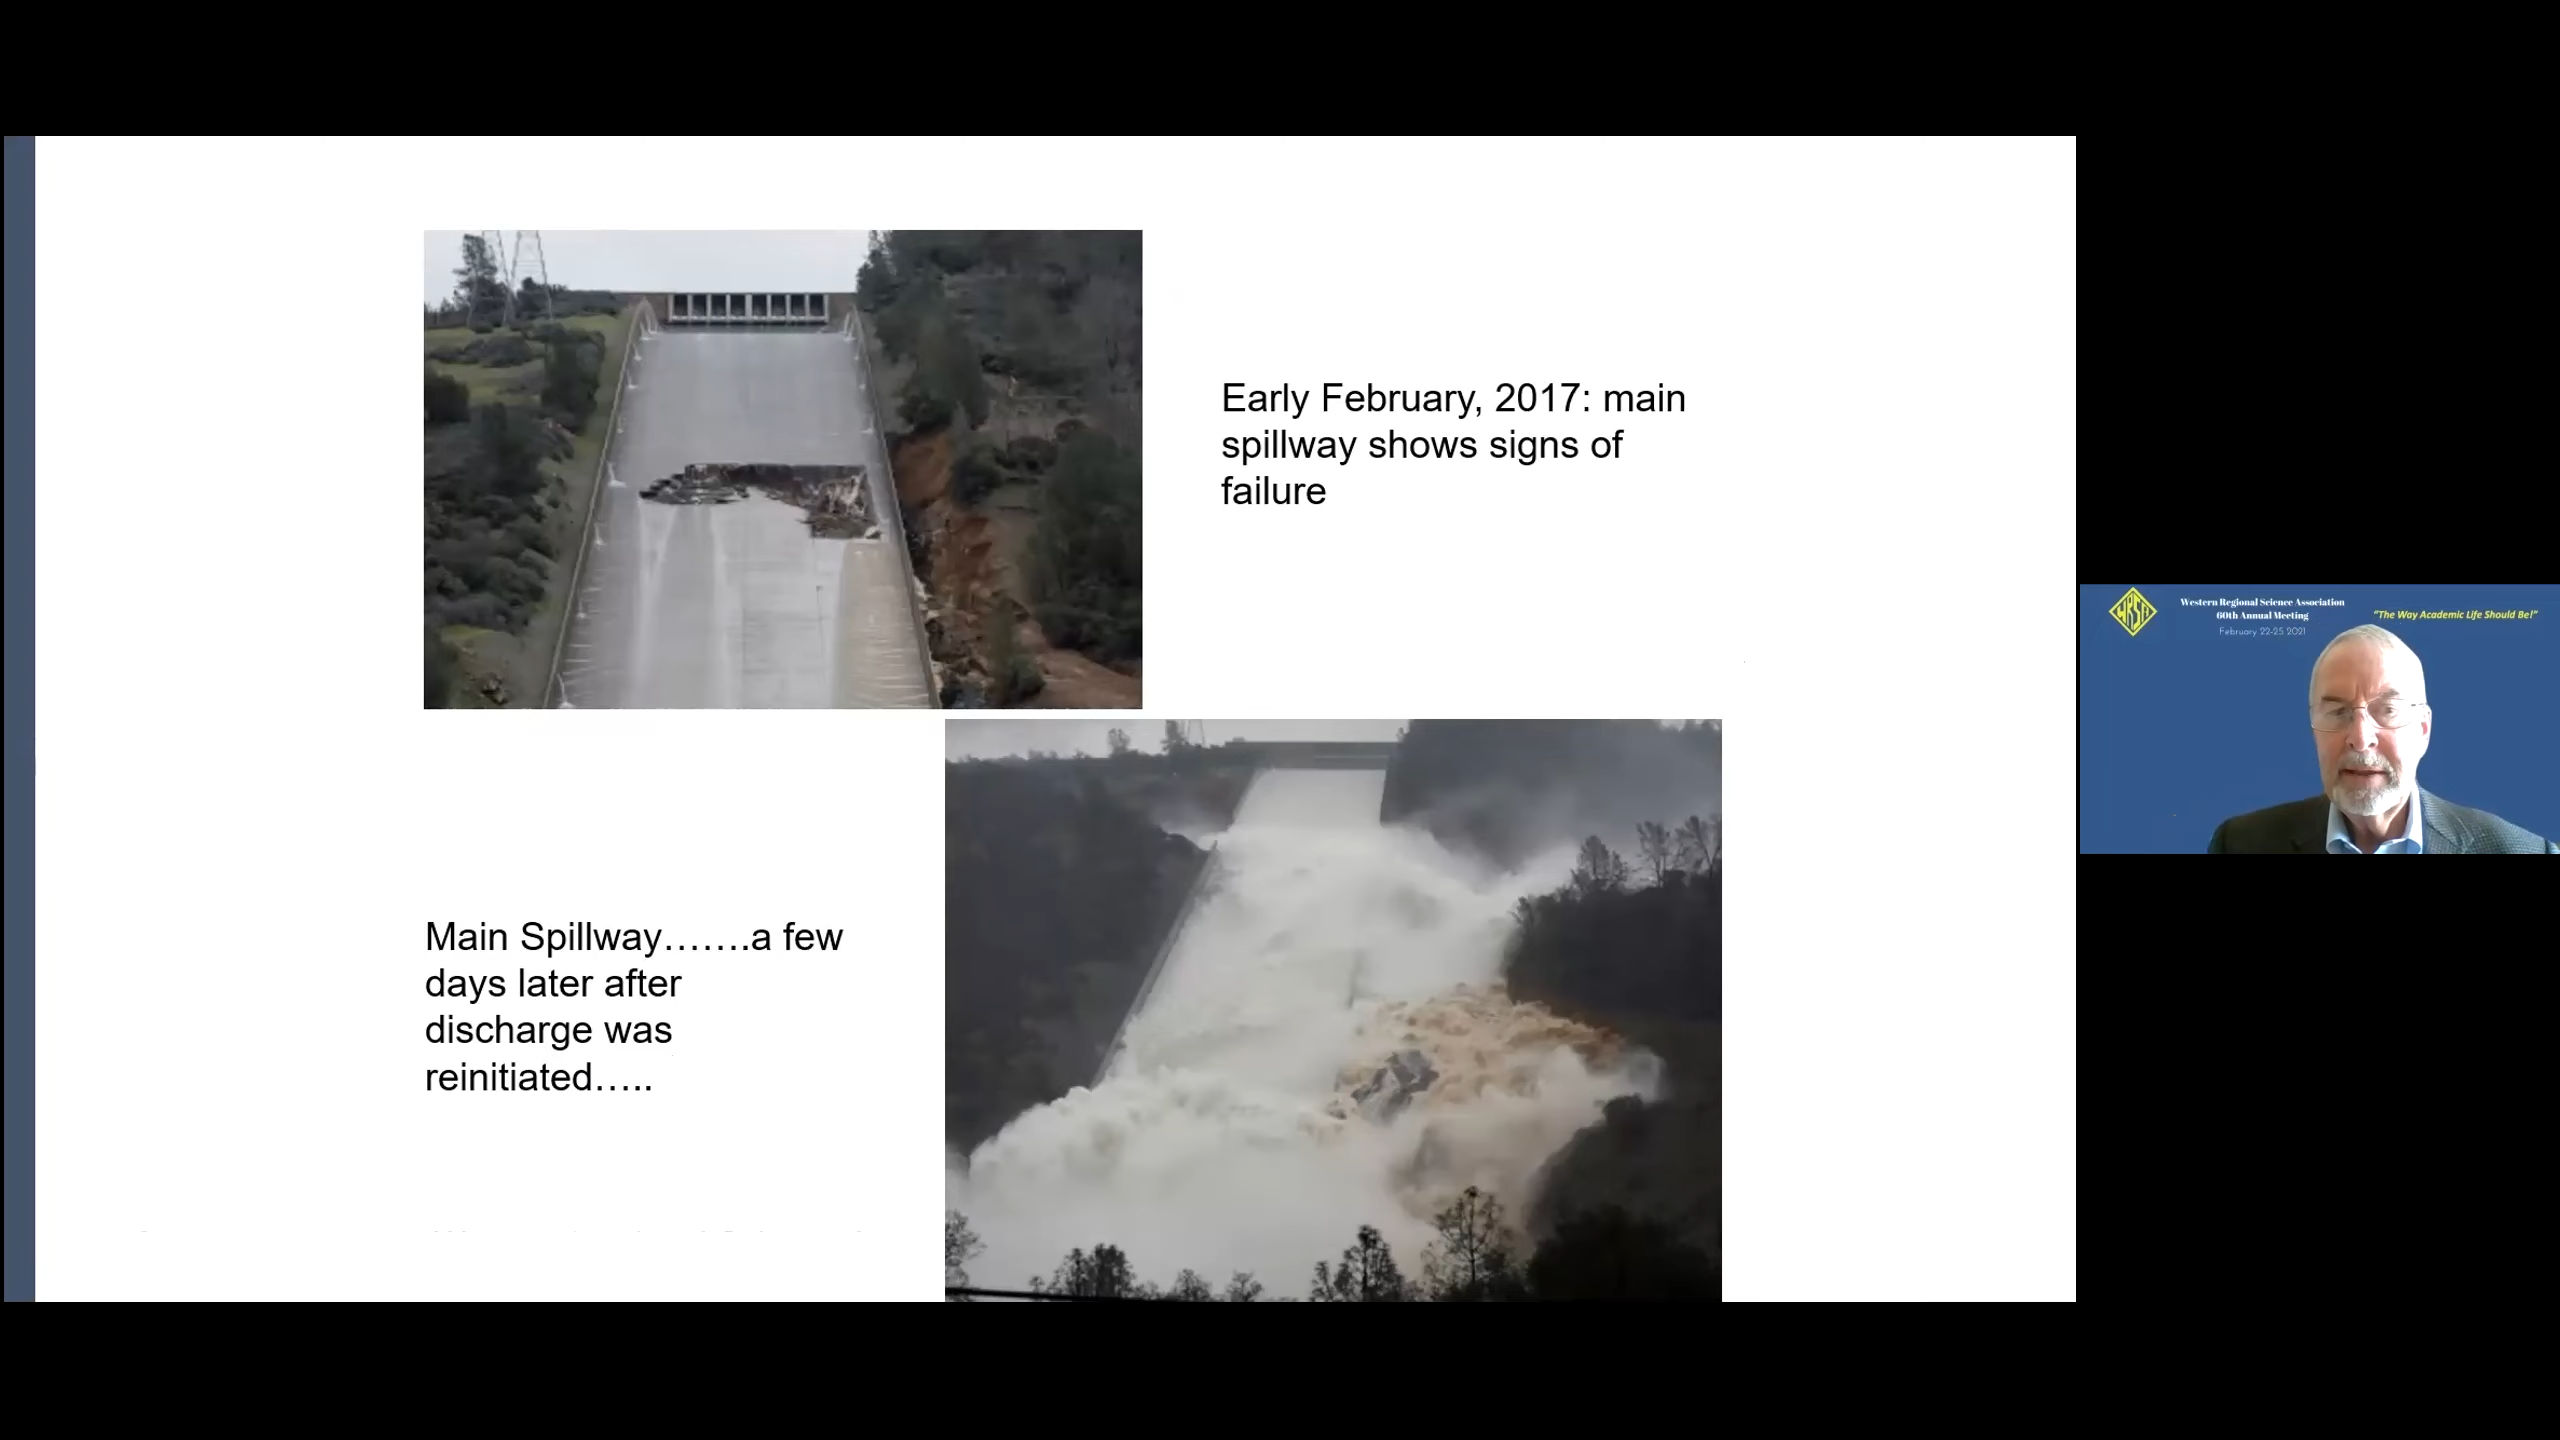 Early February, 2017: main
spillway shows signs of
failure
Main Spillway…….a few
days later after
discharge was
reinitiated…..
WRSA
Western Regional Science Association
60th Annual Meeting
February 22-25 2021
"The Way Academic Life Should Be!"